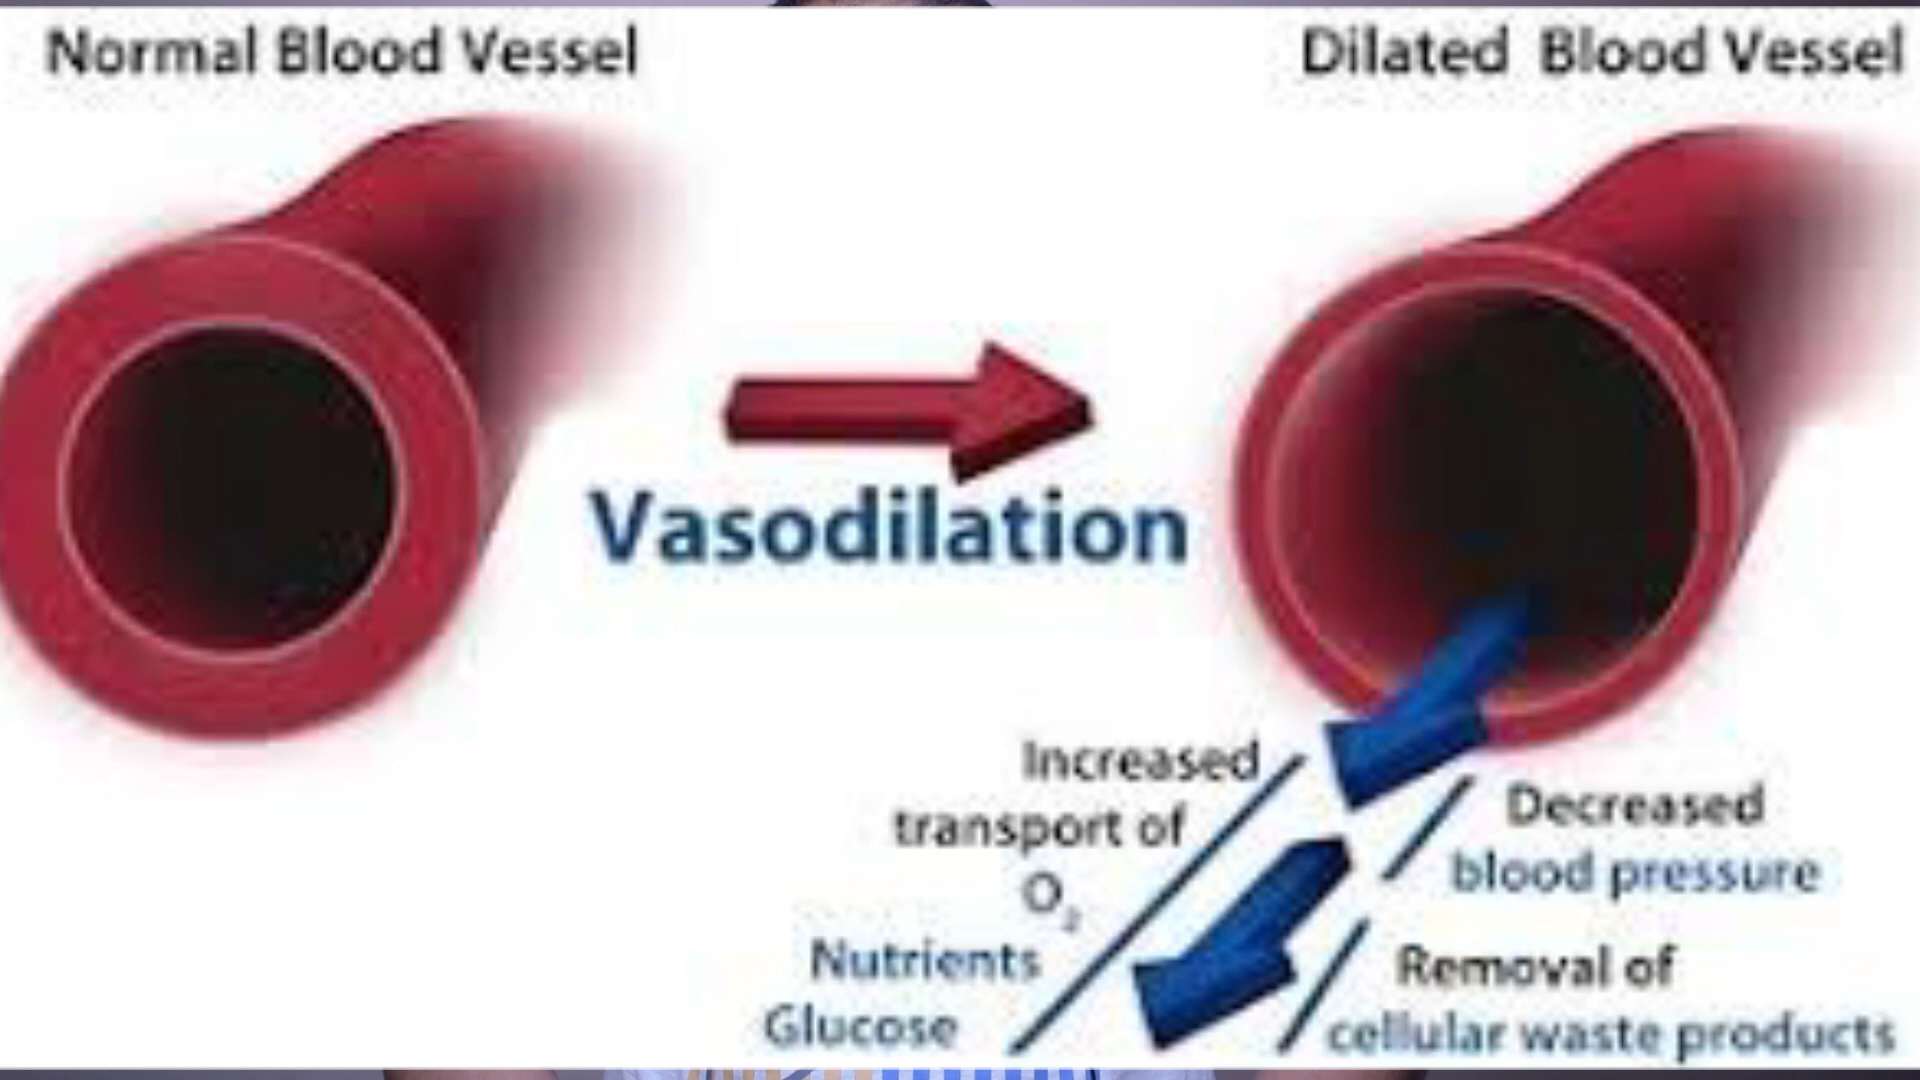 Normal Blood Vessel
Dilated Blood Vessel
Vasodilation
Increased
transport of
O₂
Nutrients
Glucose
Decreased
blood pressure
Removal of
cellular waste products